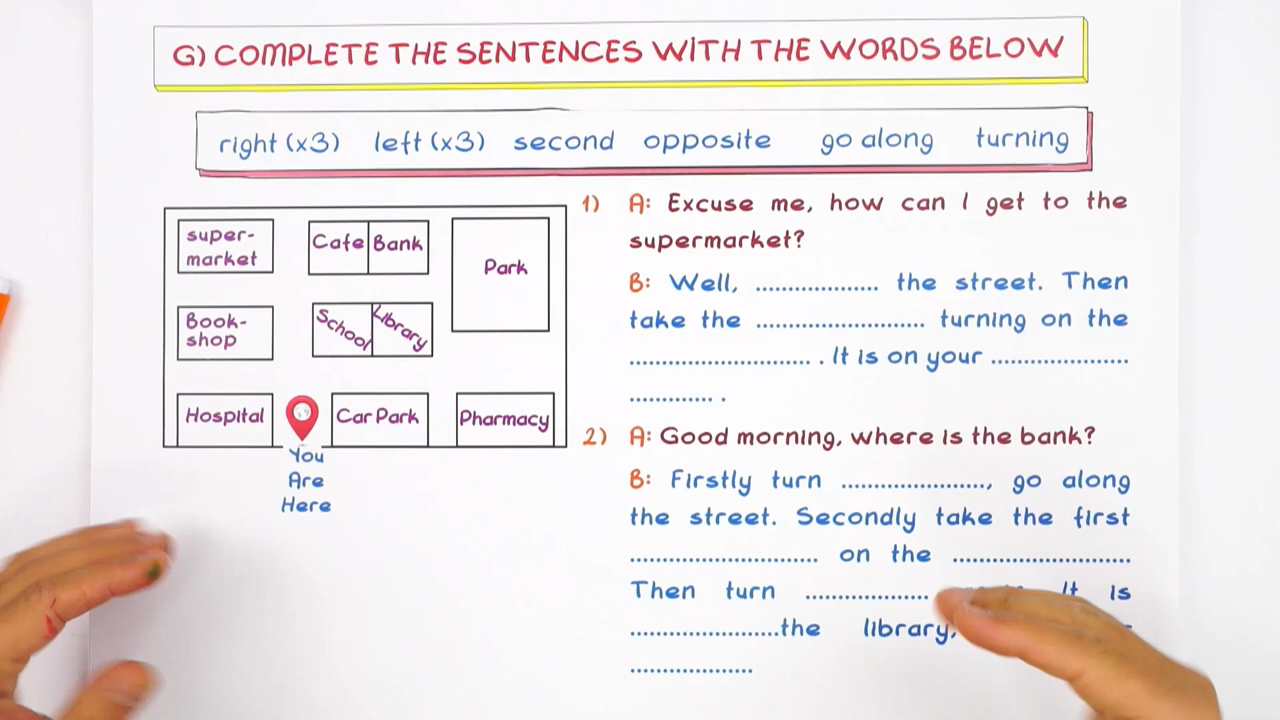 G) COMPLETE THE SENTENCES WITH THE WORDS BELOW
right (x3) left (x3) second opposite go along turning
super-
market
Cafe
Bank
Park
Book-
shop
School
Library
Hospital
Car Park
Pharmacy
You
Are
Here
1) A: Excuse me, how can I get to the
supermarket?
B: Well, .................... the street. Then
take the ............................ turning on the
.............................. . It is on your .......................
.............. .
2) A: Good morning, where is the bank?
B: Firstly turn ........................, go along
the street. Secondly take the first
............................... on the ..............................
Then turn ..................... It is
.........................the library,
.....................